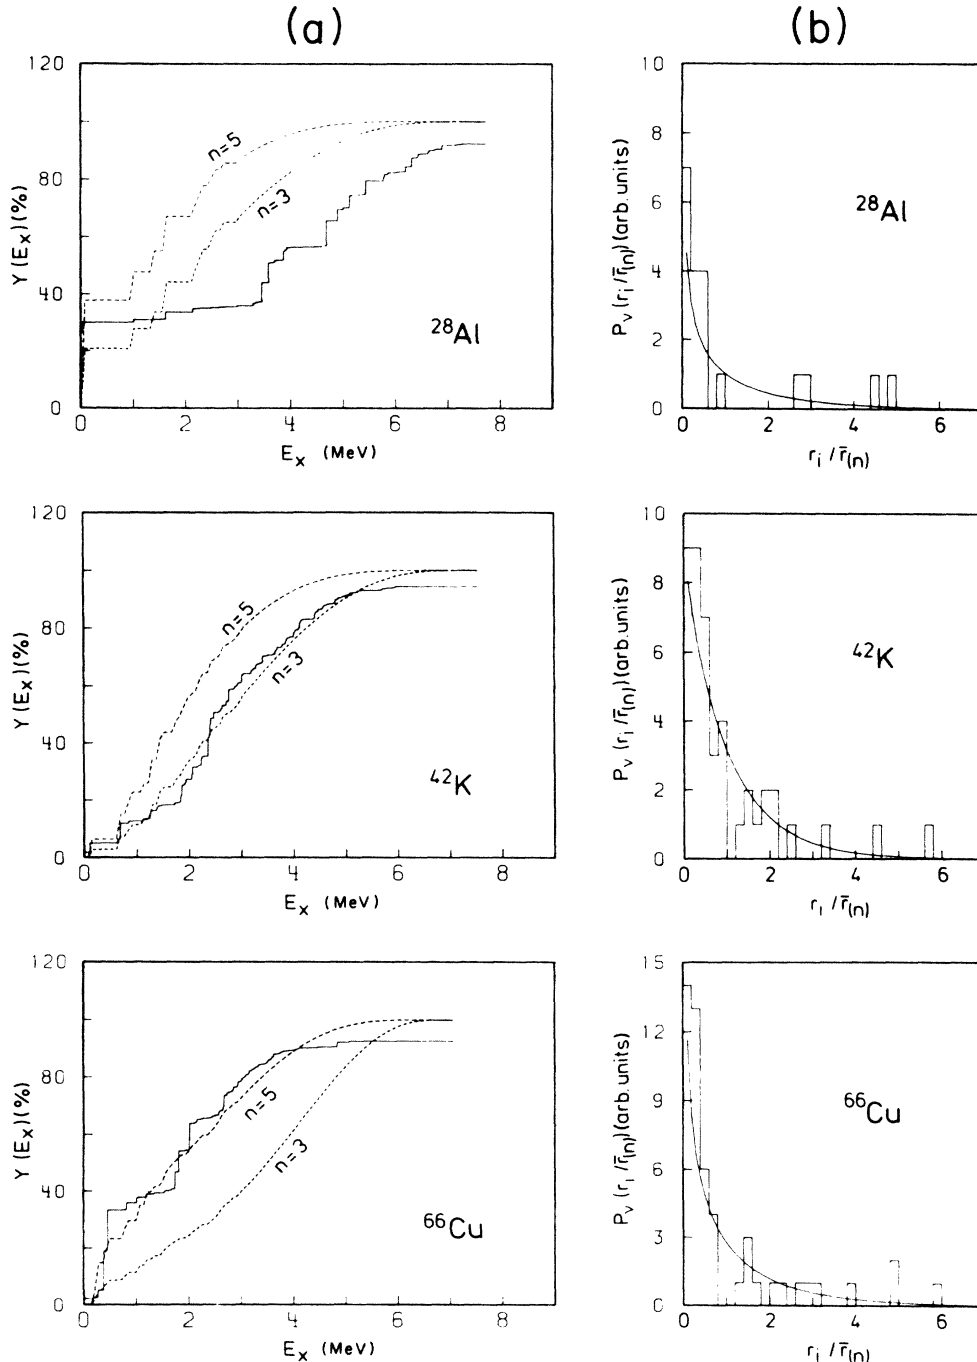 (a)
120
80
40
0
Y(Eₓ)(%)
n=5
n=3
²⁸Al
0 2 4 6 8
Eₓ (MeV)
(b)
10
8
6
4
2
0
Pᵥ(rᵢ/r̄₍ₙ₎)(arb.units)
²⁸Al
0 2 4 6
rᵢ/r̄₍ₙ₎
120
80
40
0
Y(Eₓ)(%)
n=5
n=3
⁴²K
0 2 4 6 8
Eₓ (MeV)
10
8
6
4
2
0
Pᵥ(rᵢ/r̄₍ₙ₎)(arb.units)
⁴²K
0 2 4 6
rᵢ/r̄₍ₙ₎
120
80
40
0
Y(Eₓ)(%)
n=5
n=3
⁶⁶Cu
0 2 4 6 8
Eₓ (MeV)
15
12
9
6
3
0
Pᵥ(rᵢ/r̄₍ₙ₎)(arb.units)
⁶⁶Cu
0 2 4 6
rᵢ/r̄₍ₙ₎